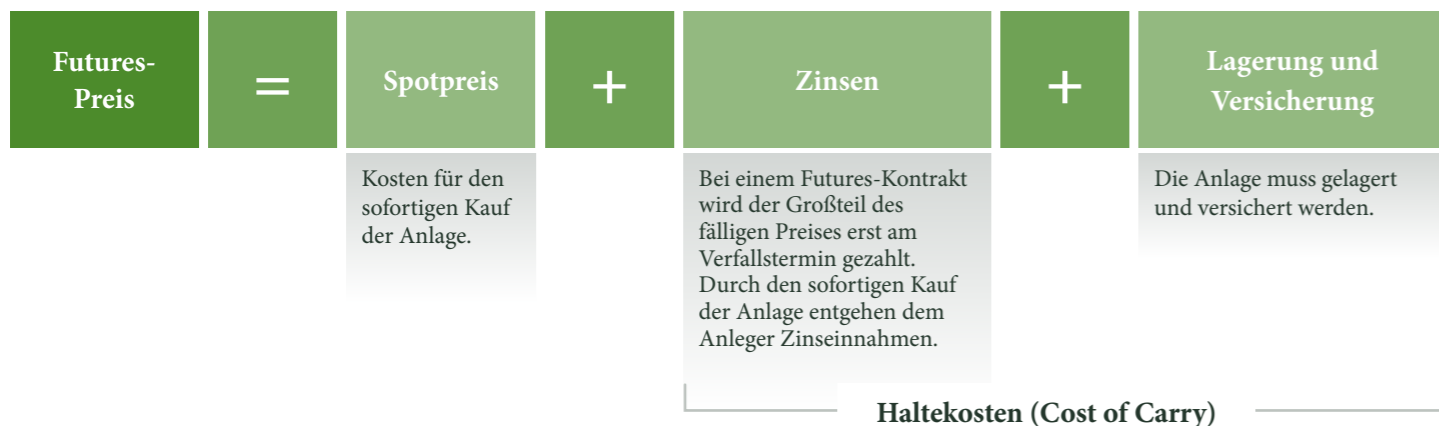 Futures-
Preis
=
Spotpreis
+
Zinsen
+
Lagerung und
Versicherung
Kosten für den
sofortigen Kauf
der Anlage.
Bei einem Futures-Kontrakt
wird der Großteil des
fälligen Preises erst am
Verfallstermin gezahlt.
Durch den sofortigen Kauf
der Anlage entgehen dem
Anleger Zinseinnahmen.
Die Anlage muss gelagert
und versichert werden.
Haltekosten (Cost of Carry)